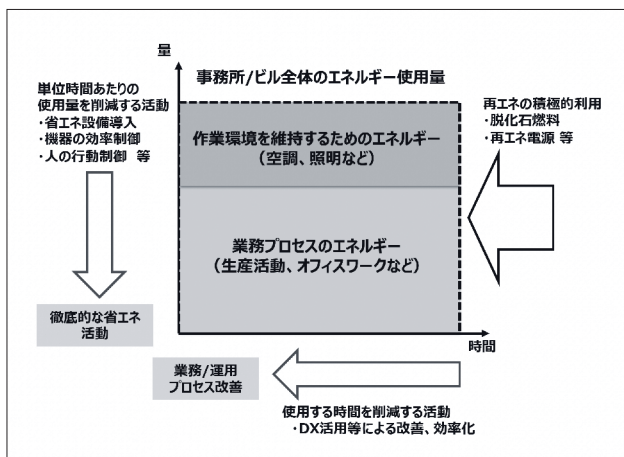 量
事務所/ビル全体のエネルギー使用量
単位時間あたりの
使用量を削減する活動
・省エネ設備導入
・機器の効率制御
・人の行動制御 等
作業環境を維持するためのエネルギー
（空調、照明など）
再エネの積極的利用
・脱化石燃料
・再エネ電源 等
業務プロセスのエネルギー
（生産活動、オフィスワークなど）
徹底的な省エネ
活動
時間
業務/運用
プロセス改善
使用する時間を削減する活動
・DX活用等による改善、効率化